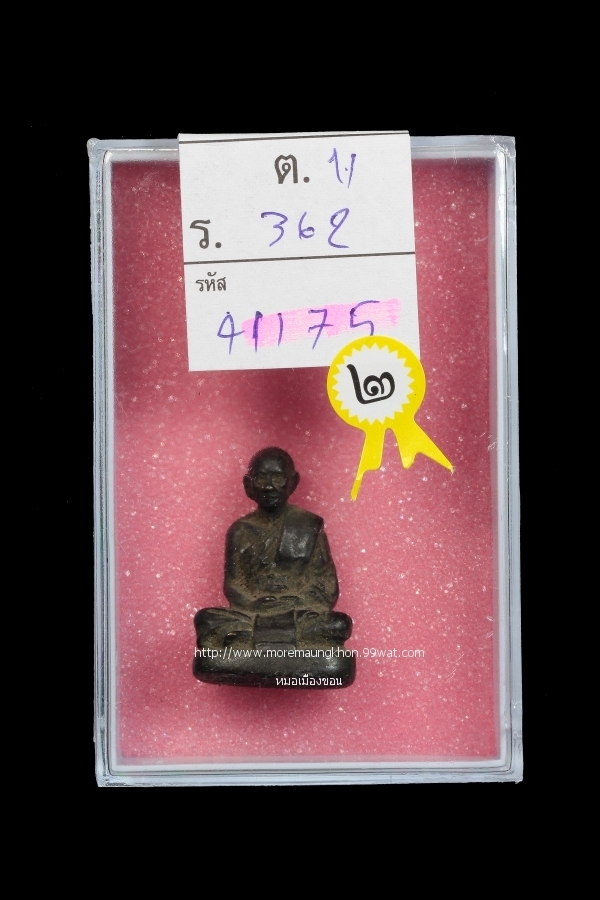 ต. 11
ร. 362
รหัส
41175
๒
http://www.moremaungkhon.99wat.com
หมอเมืองขอน